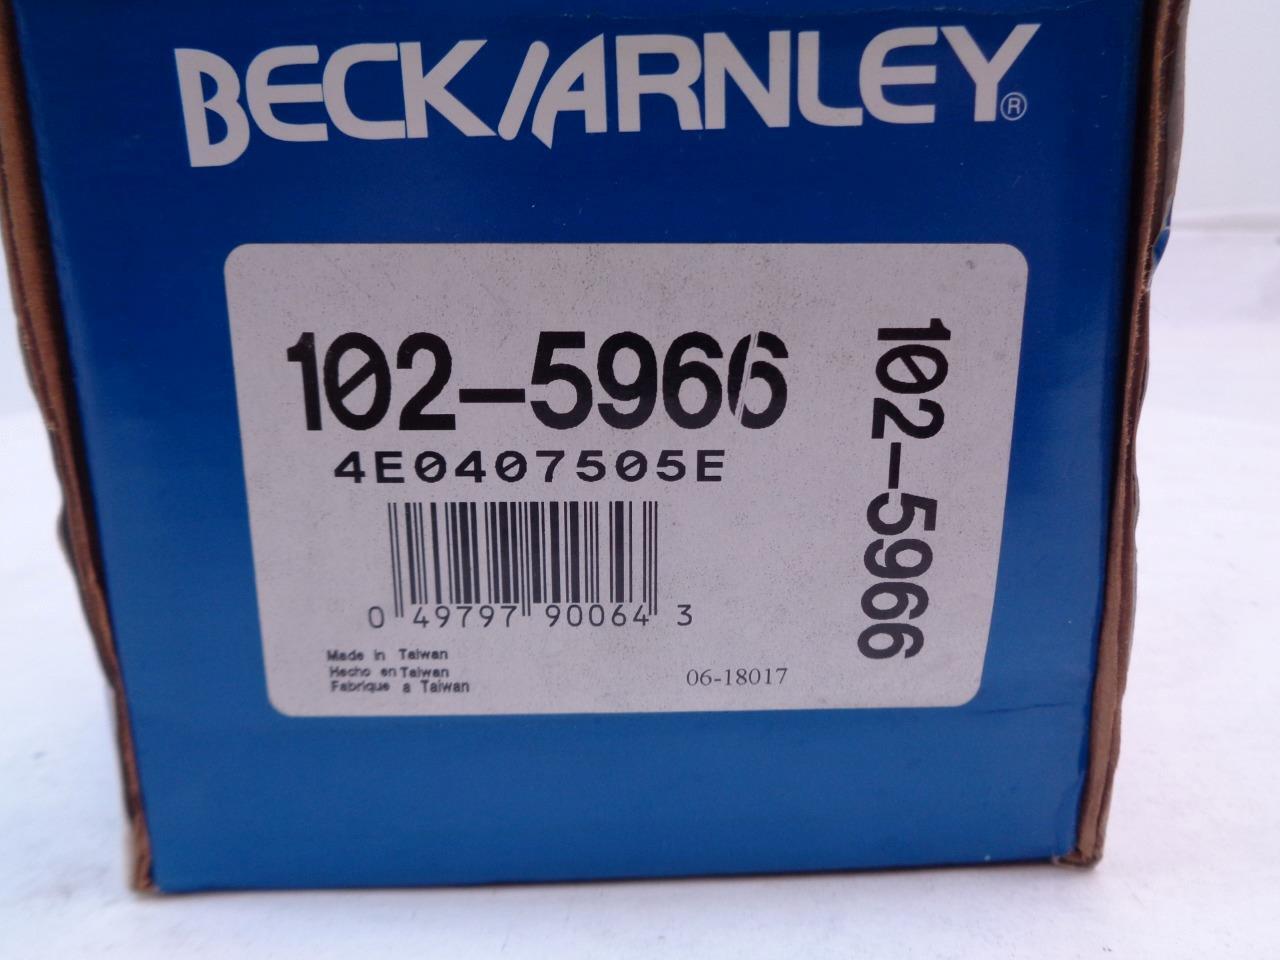 BECK/ARNLEY®
102-5966
4E0407505E
0 49797 90064 3
Made in Taiwan
Hecho en Taiwan
Fabrique a Taiwan
06-18017
102-5966